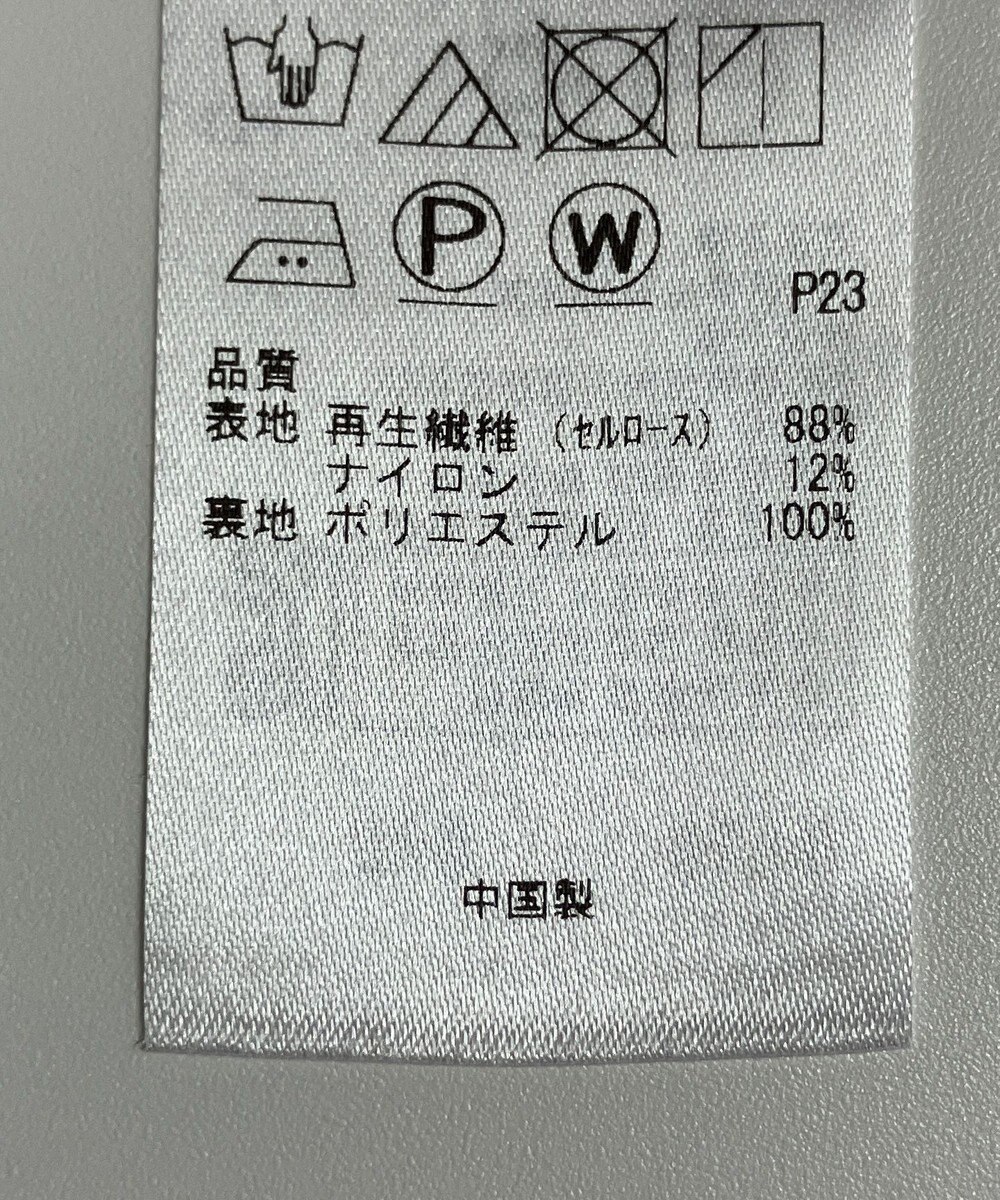 P
W
P23
品質
表地 再生繊維 (セルロース) 88%
ナイロン 12%
裏地 ポリエステル 100%
中国製